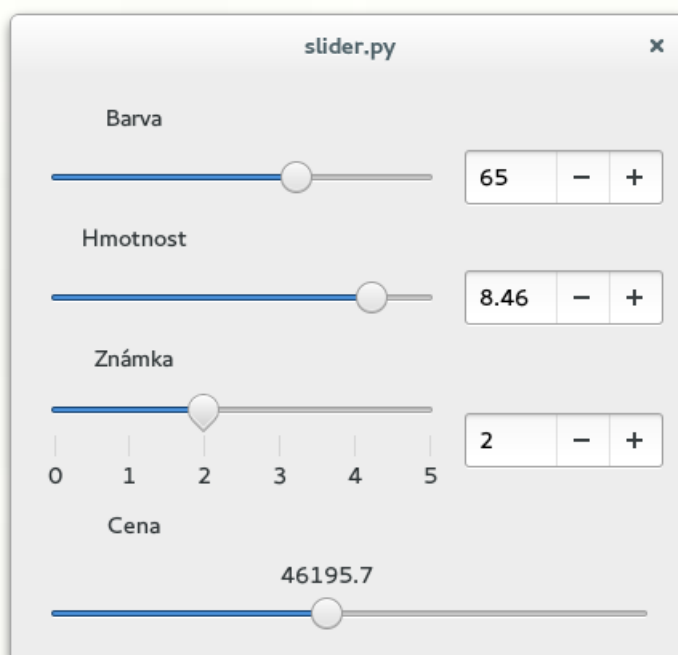 slider.py
Barva
65
Hmotnost
8.46
Známka
2
0 1 2 3 4 5
Cena
46195.7